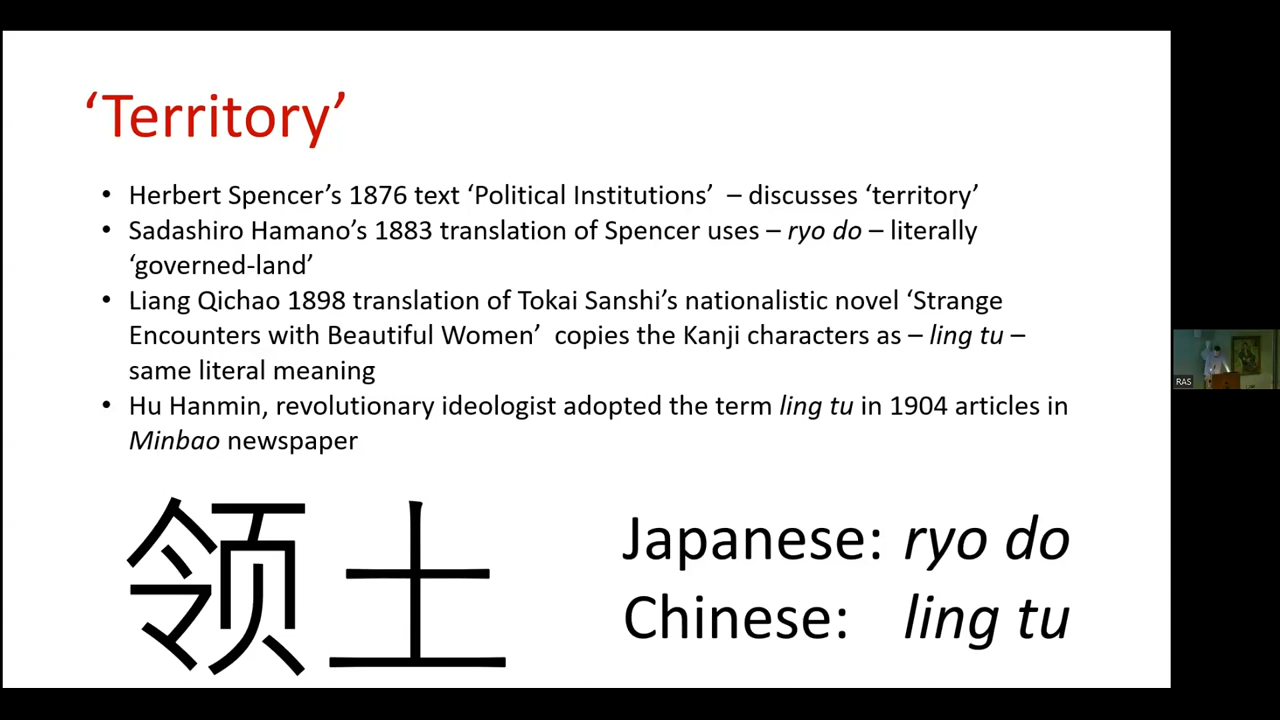 ‘Territory’
• Herbert Spencer’s 1876 text ‘Political Institutions’ – discusses ‘territory’
• Sadashiro Hamano’s 1883 translation of Spencer uses – ryo do – literally
‘governed-land’
• Liang Qichao 1898 translation of Tokai Sanshi’s nationalistic novel ‘Strange
Encounters with Beautiful Women’ copies the Kanji characters as – ling tu –
same literal meaning
• Hu Hanmin, revolutionary ideologist adopted the term ling tu in 1904 articles in
Minbao newspaper
领土
Japanese: ryo do
Chinese: ling tu
RAS